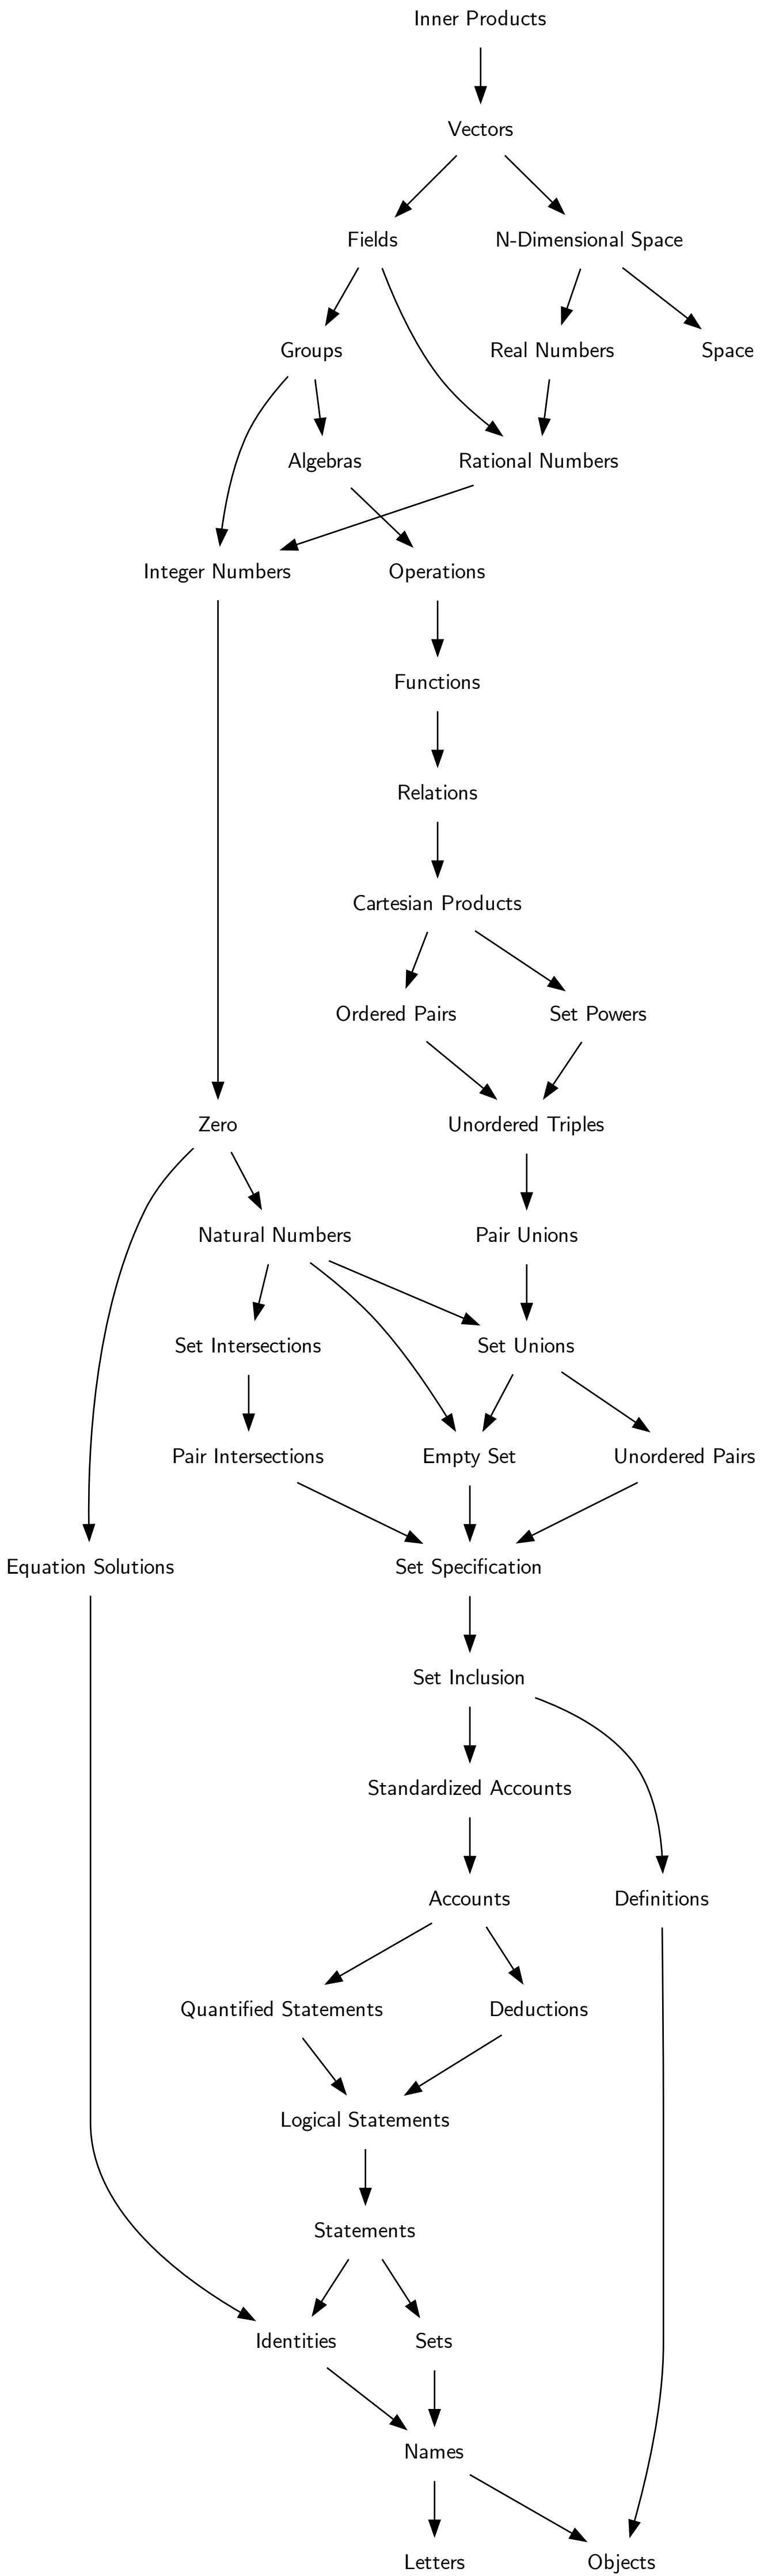 Inner Products
Vectors
Fields
N-Dimensional Space
Groups
Real Numbers
Space
Algebras
Rational Numbers
Integer Numbers
Operations
Functions
Relations
Cartesian Products
Ordered Pairs
Set Powers
Zero
Unordered Triples
Natural Numbers
Pair Unions
Set Intersections
Set Unions
Pair Intersections
Empty Set
Unordered Pairs
Equation Solutions
Set Specification
Set Inclusion
Standardized Accounts
Accounts
Definitions
Quantified Statements
Deductions
Logical Statements
Statements
Identities
Sets
Names
Letters
Objects